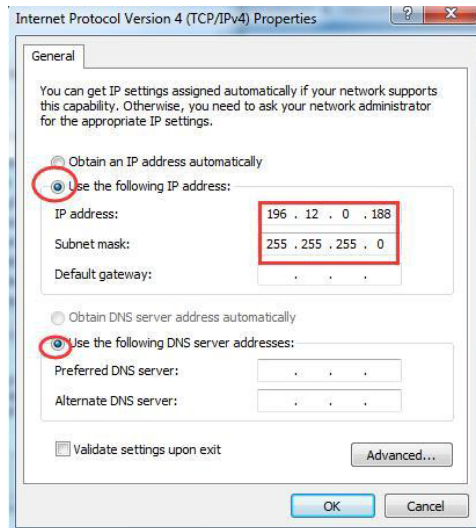 Internet Protocol Version 4 (TCP/IPv4) Properties
? X
General
You can get IP settings assigned automatically if your network supports
this capability. Otherwise, you need to ask your network administrator
for the appropriate IP settings.
Obtain an IP address automatically
Use the following IP address:
IP address: 196 . 12 . 0 . 188
Subnet mask: 255 . 255 . 255 . 0
Default gateway: . . .
Obtain DNS server address automatically
Use the following DNS server addresses:
Preferred DNS server: . . .
Alternate DNS server: . . .
Validate settings upon exit
Advanced...
OK Cancel